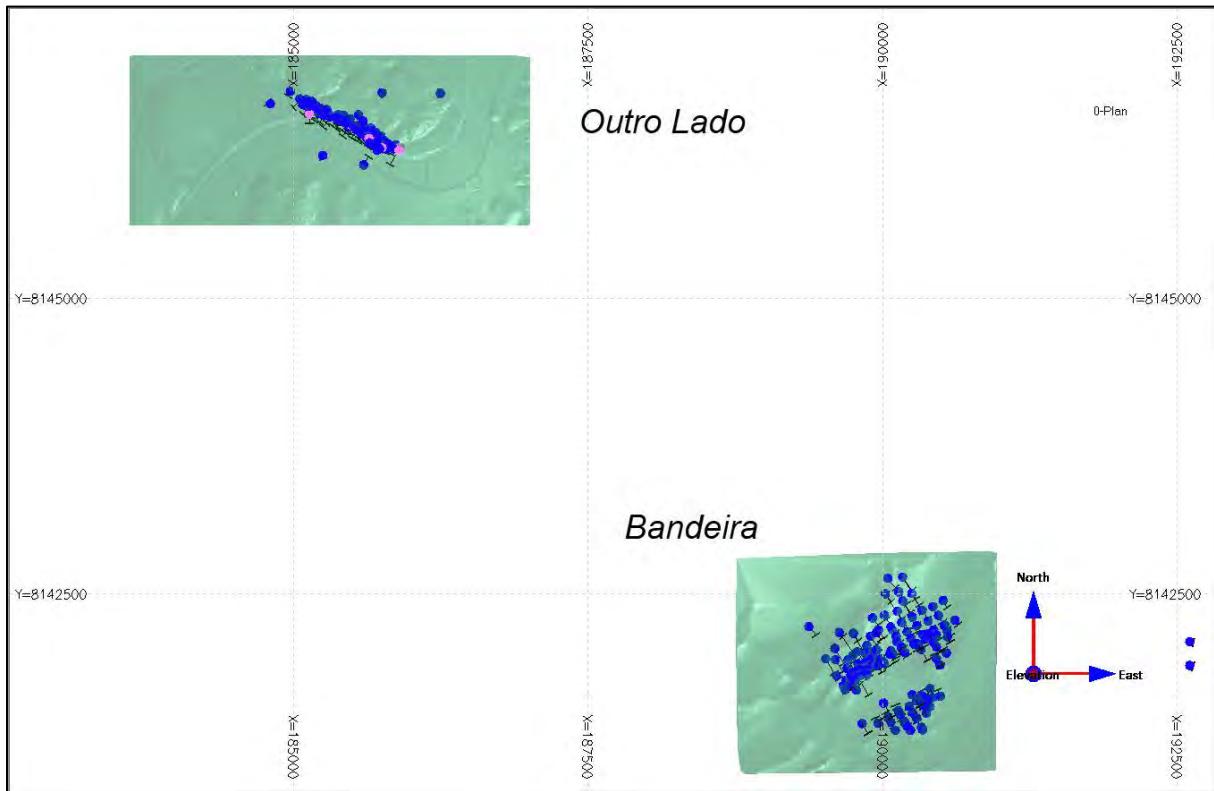 X=185000
X=187500
X=190000
X=192500
Outro Lado
0-Plan
Y=8145000
Y=8145000
Bandeira
North
Y=8142500
Y=8142500
Elevation
East
X=185000
X=187500
X=190000
X=192500